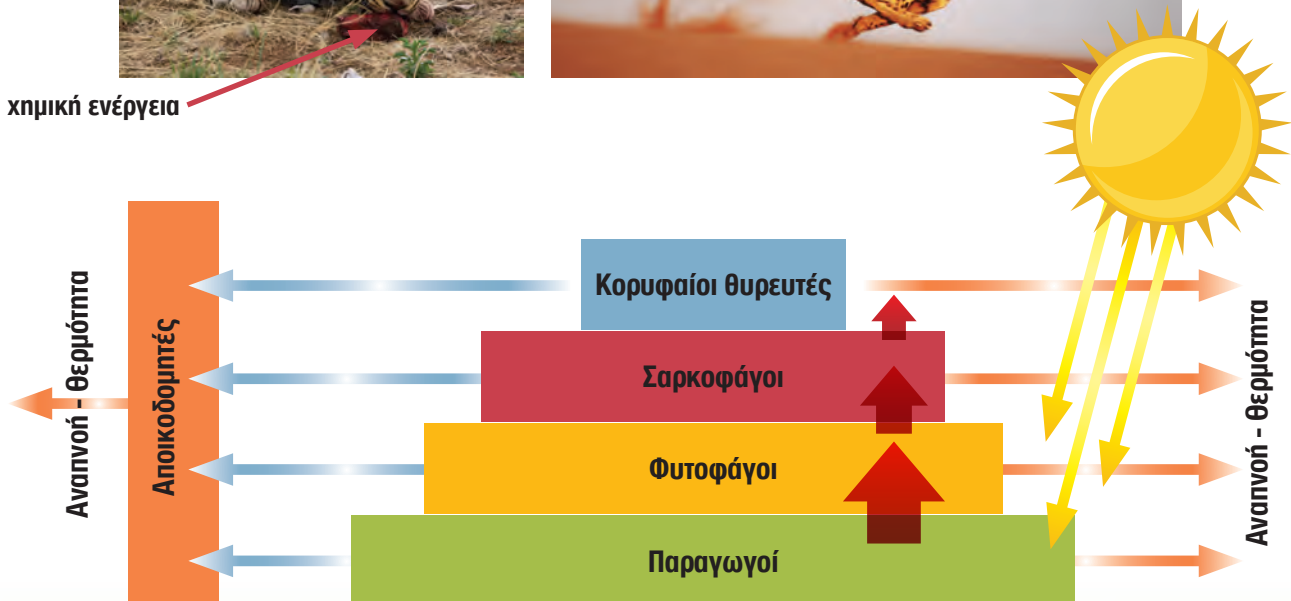 χημική ενέργεια
Αναπνοή - Θερμότητα
Αποικοδομητές
Κορυφαίοι θυρευτές
Σαρκοφάγοι
Φυτοφάγοι
Παραγωγοί
Αναπνοή - Θερμότητα